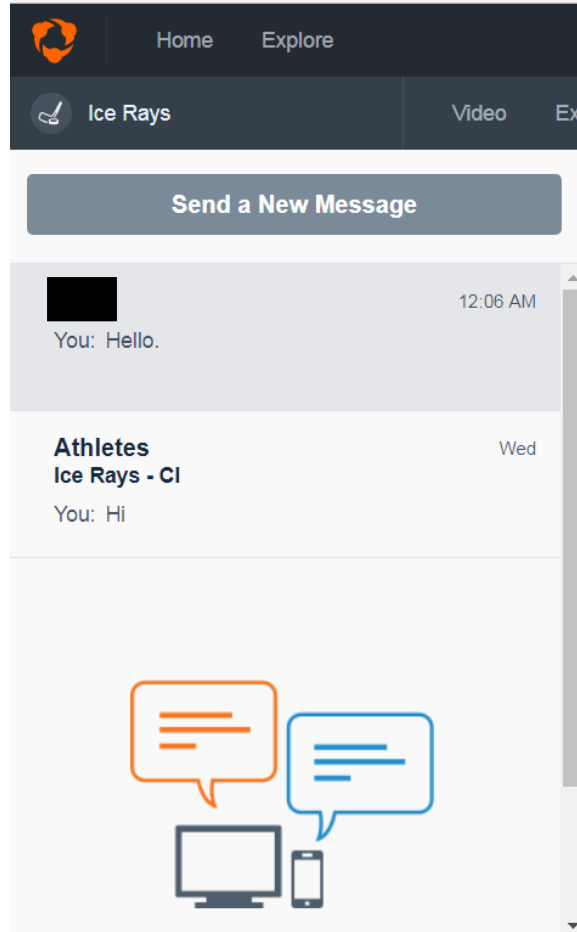 Home Explore
Ice Rays Video Ex
Send a New Message
12:06 AM
You: Hello.
Athletes Wed
Ice Rays - CI
You: Hi